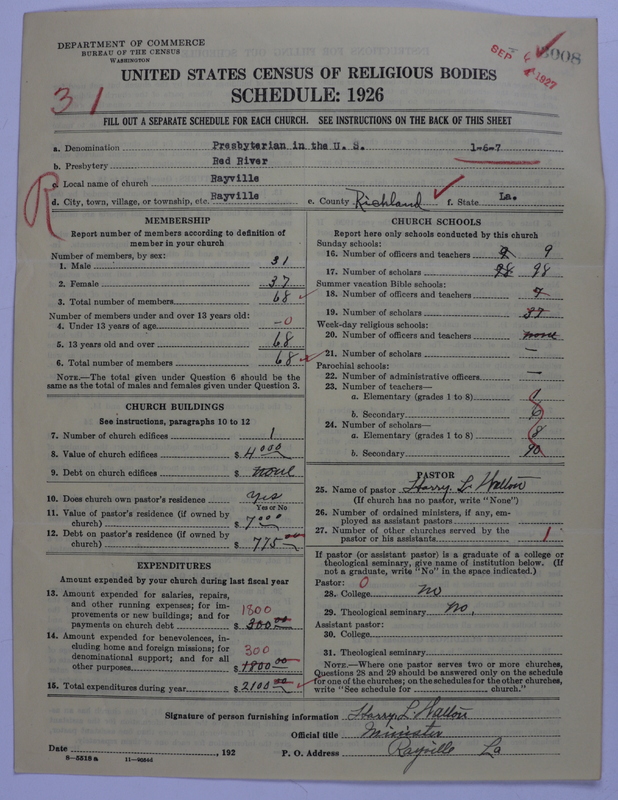 DEPARTMENT OF COMMERCE
BUREAU OF THE CENSUS
WASHINGTON
SEP 1927
908
31
UNITED STATES CENSUS OF RELIGIOUS BODIES
SCHEDULE: 1926
FILL OUT A SEPARATE SCHEDULE FOR EACH CHURCH. SEE INSTRUCTIONS ON THE BACK OF THIS SHEET
a. Denomination Presbyterian in the U. S. 1-6-7
b. Presbytery Red River
R
c. Local name of church Rayville
d. City, town, village, or township, etc. Rayville e. County Richland f. State La.
MEMBERSHIP
Report number of members according to definition of
member in your church
Number of members, by sex:
1. Male 31
2. Female 37
3. Total number of members 68
Number of members under and over 13 years old:
4. Under 13 years of age -0
5. 13 years old and over 68
6. Total number of members 68
NOTE.—The total given under Question 6 should be the
same as the total of males and females given under Question 3.
CHURCH BUILDINGS
See instructions, paragraphs 10 to 12
7. Number of church edifices 1
8. Value of church edifices $ 4000
9. Debt on church edifices $ none
10. Does church own pastor's residence yes
Yes or No
11. Value of pastor's residence (if owned by
church) $ 7000
12. Debt on pastor's residence (if owned by
church) $ 775
EXPENDITURES
Amount expended by your church during last fiscal year
13. Amount expended for salaries, repairs,
and other running expenses; for im-
provements or new buildings; and for
payments on church debt 1800 $ 300.00
14. Amount expended for benevolences, in-
cluding home and foreign missions; for
denominational support; and for all
other purposes 300 $ 1800.00
15. Total expenditures during year $ 2100.00
CHURCH SCHOOLS
Report here only schools conducted by this church
Sunday schools:
16. Number of officers and teachers 9 9
17. Number of scholars 98 98
Summer vacation Bible schools:
18. Number of officers and teachers 7
19. Number of scholars 37
Week-day religious schools:
20. Number of officers and teachers none
21. Number of scholars —
Parochial schools:
22. Number of administrative officers —
23. Number of teachers—
a. Elementary (grades 1 to 8)
b. Secondary
24. Number of scholars—
a. Elementary (grades 1 to 8) 8
b. Secondary 90
PASTOR
25. Name of pastor Harry L.
(If church has no pastor, write "None")
26. Number of ordained ministers, if any, em-
ployed as assistant pastors
27. Number of other churches served by the
pastor or his assistants 1
If pastor (or assistant pastor) is a graduate of a college or
theological seminary, give name of institution below. (If
not a graduate, write "No" in the space indicated.)
Pastor: 0
28. College no
29. Theological seminary no,
Assistant pastor:
30. College
31. Theological seminary
NOTE.—Where one pastor serves two or more churches,
Questions 28 and 29 should be answered only on the schedule
for one of the churches; on the schedules for the other churches,
write "See schedule for church."
Signature of person furnishing information Harry L.
Official title Minister
Date , 192 P. O. Address Rayville La
8—5518 a 11—90846